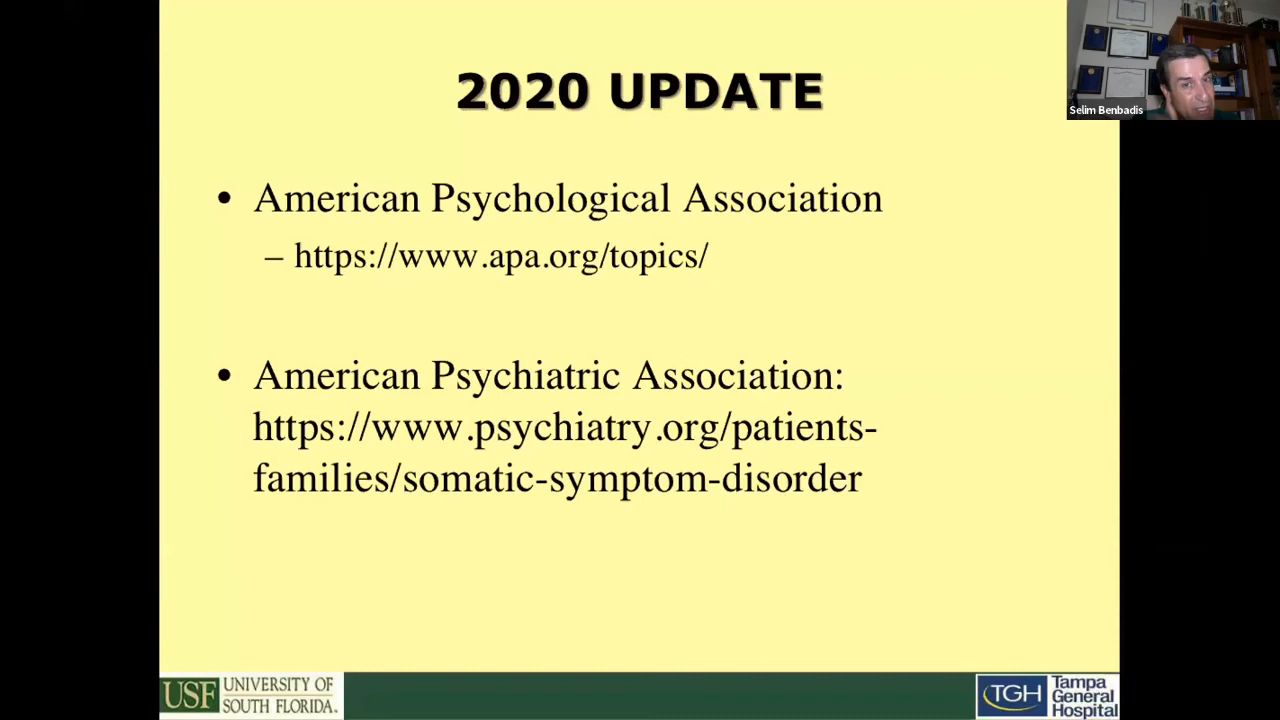 2020 UPDATE
Selim Benbadis
• American Psychological Association
– https://www.apa.org/topics/
• American Psychiatric Association:
https://www.psychiatry.org/patients-
families/somatic-symptom-disorder
USF UNIVERSITY OF
SOUTH FLORIDA.
TGH Tampa
General
Hospital